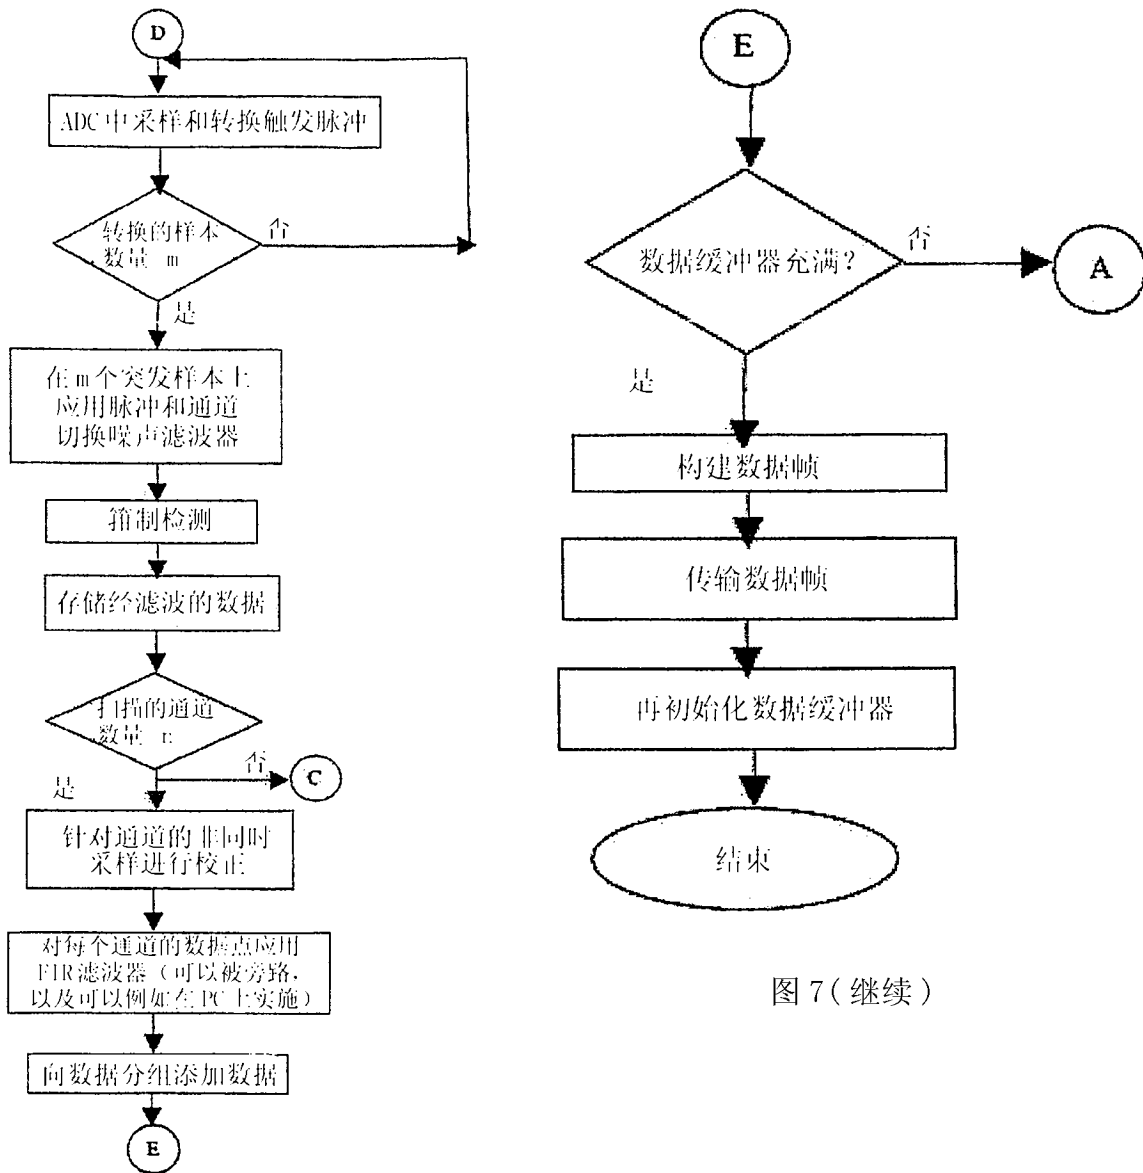 D
ADC中采样和转换触发脉冲
转换的样本
数量 m
否
是
在m个突发样本上
应用脉冲和通道
切换噪声滤波器
箝制检测
存储经滤波的数据
扫描的通道
数量 n
否
C
是
针对通道的非同时
采样进行校正
对每个通道的数据点应用
FIR滤波器（可以被旁路，
以及可以例如在PC上实施）
向数据分组添加数据
E
E
数据缓冲器充满？
否
A
是
构建数据帧
传输数据帧
再初始化数据缓冲器
结束
图7(继续)